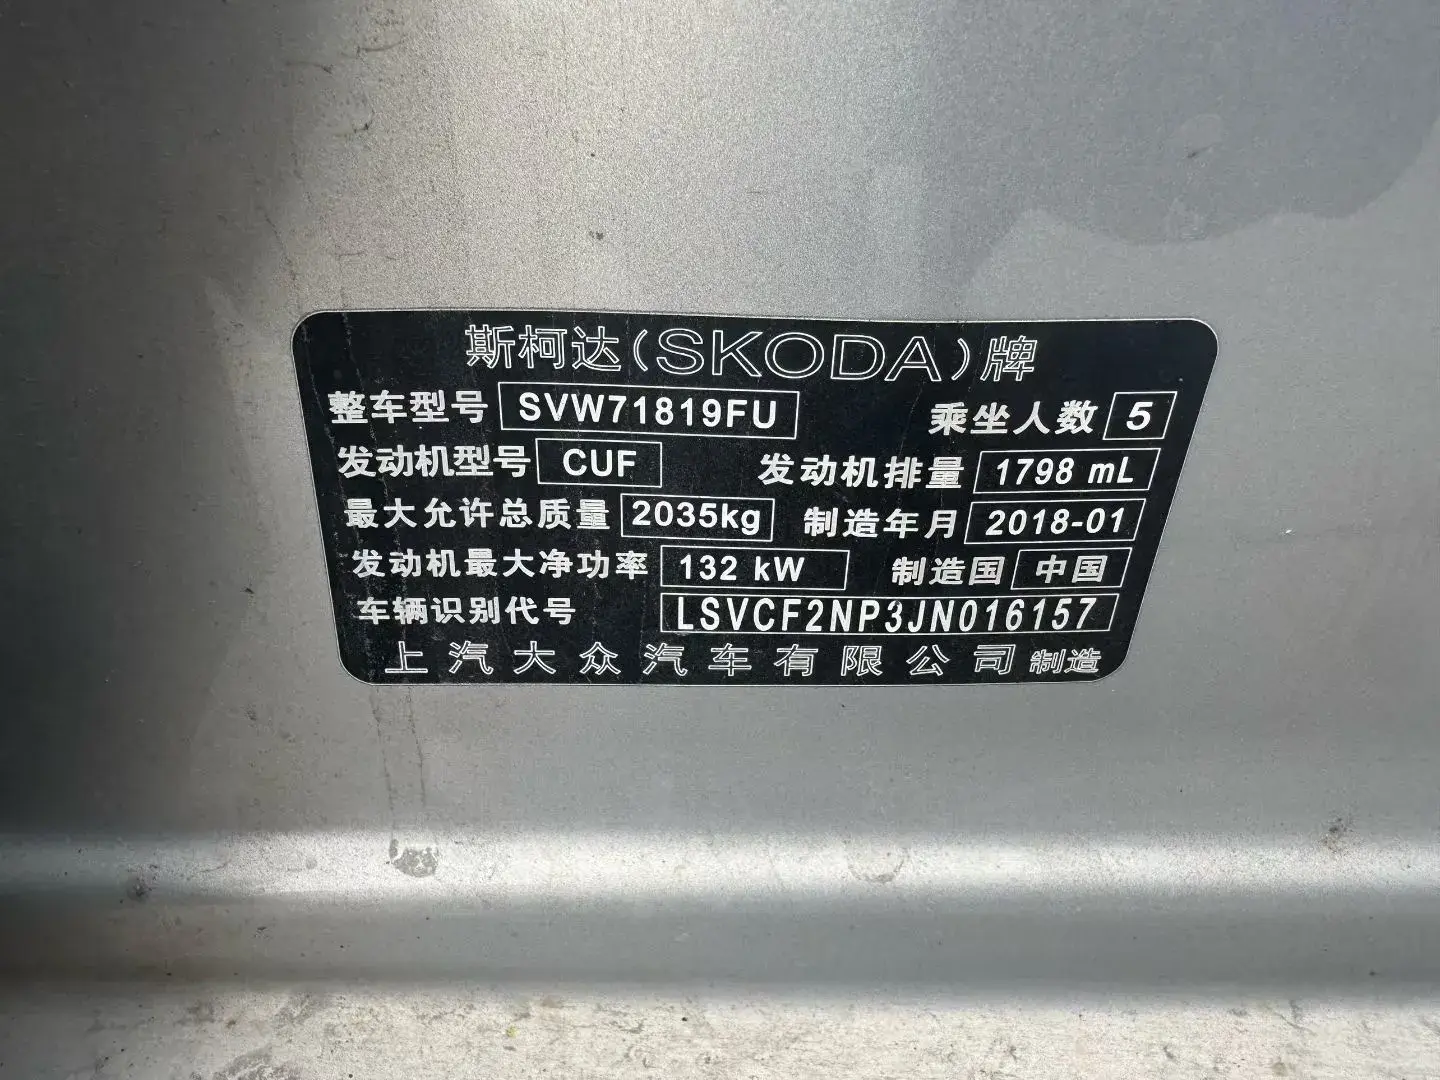 斯柯达(SKODA)牌
整车型号 SVW71819FU 乘坐人数 5
发动机型号 CUF 发动机排量 1798 mL
最大允许总质量 2035kg 制造年月 2018-01
发动机最大净功率 132 kW 制造国 中国
车辆识别代号 LSVCF2NP3JN016157
上汽大众汽车有限公司 制造